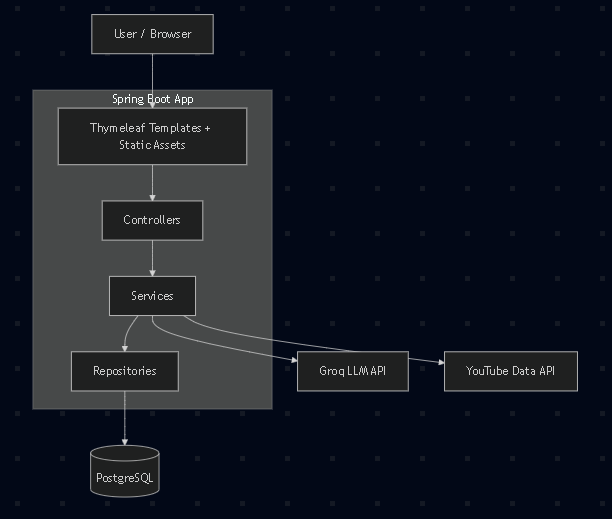 User / Browser
Spring Boot App
Thymeleaf Templates +
Static Assets
Controllers
Services
Repositories
Groq LLM API
YouTube Data API
PostgreSQL